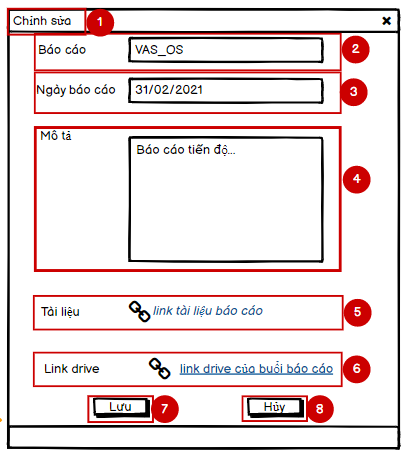 Chỉnh sửa 1 ✖
Báo cáo VAS_OS 2
Ngày báo cáo 31/02/2021 3
Mô tả
Báo cáo tiến độ...
4
Tài liệu link tài liệu báo cáo 5
Link drive link drive của buổi báo cáo 6
Lưu 7 Hủy 8